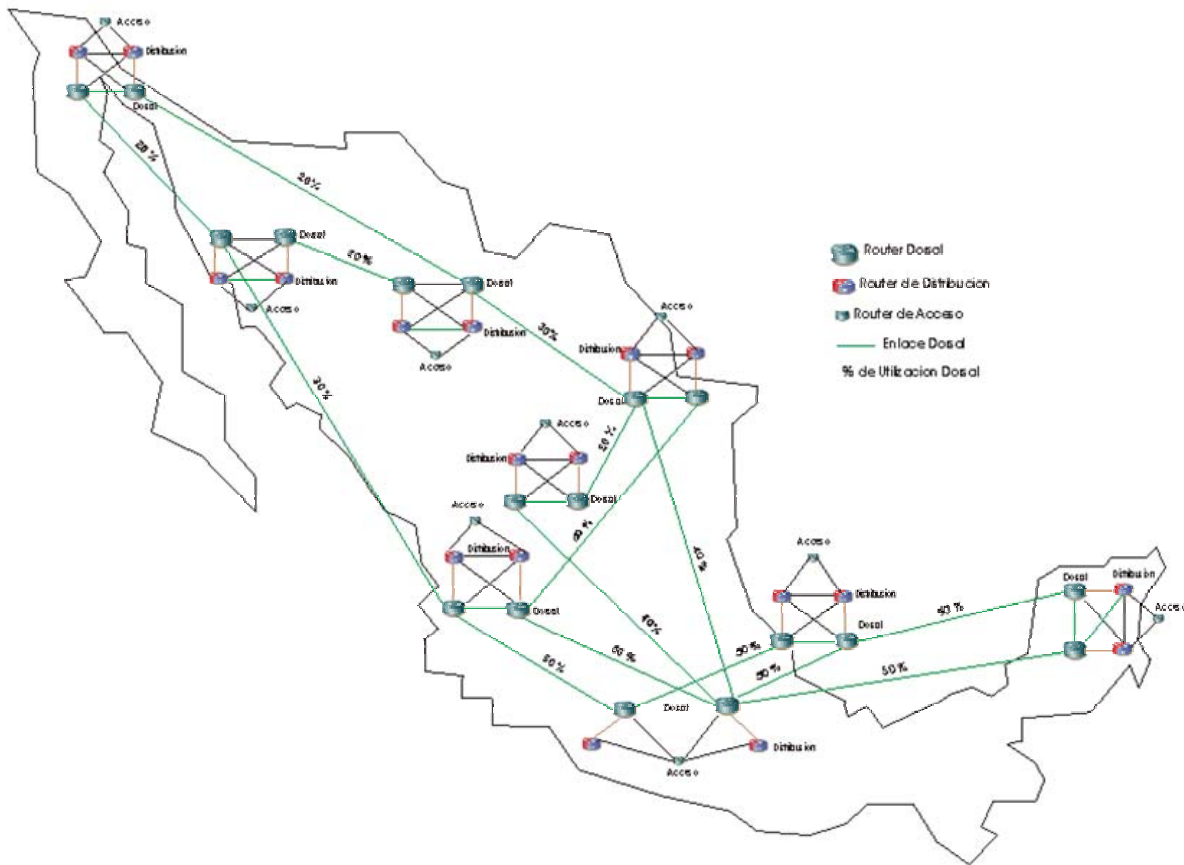 Acceso
Distribucion
Dosal
20%
20%
Dosal
Distribucion
Acceso
Dosal
Distribucion
Acceso
30%
30%
Acceso
Distribucion
Dosal
20%
Acceso
Distribucion
Dosal
Acceso
Distribucion
Dosal
40%
Acceso
Distribucion
Dosal
50%
50%
50%
Dosal
Distribucion
Acceso
Dosal
Distribucion
Acceso
Router Dosal
Router de Distribucion
Router de Acceso
Enlace Dosal
% de Utilizacion Dosal